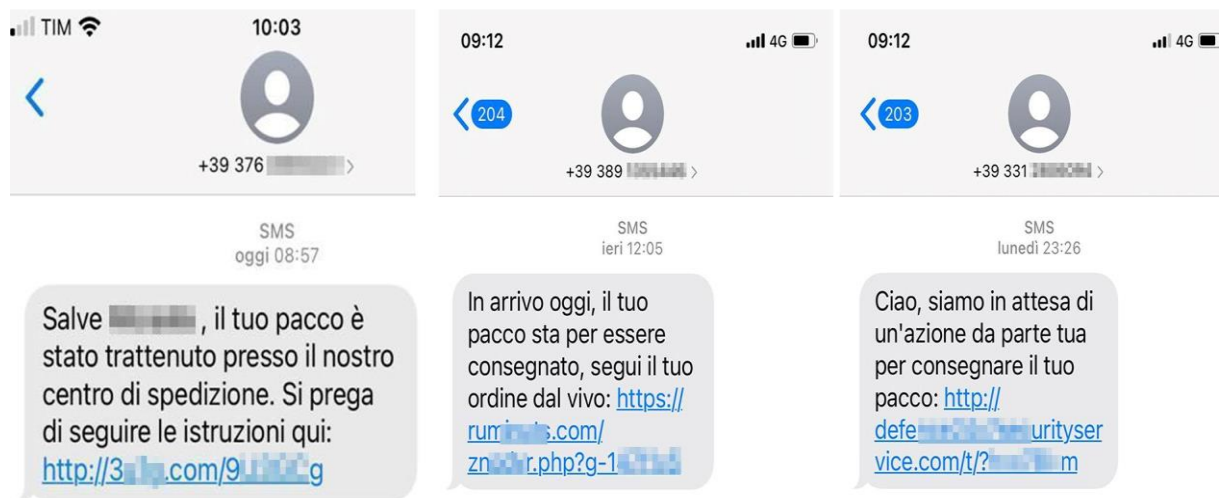 TIM
10:03
+39 376
SMS
oggi 08:57
Salve , il tuo pacco è
stato trattenuto presso il nostro
centro di spedizione. Si prega
di seguire le istruzioni qui:
09:12
4G
204
+39 389
SMS
ieri 12:05
In arrivo oggi, il tuo
pacco sta per essere
consegnato, segui il tuo
ordine dal vivo: https://
09:12
4G
203
+39 331
SMS
lunedì 23:26
Ciao, siamo in attesa di
un'azione da parte tua
per consegnare il tuo
pacco: http://